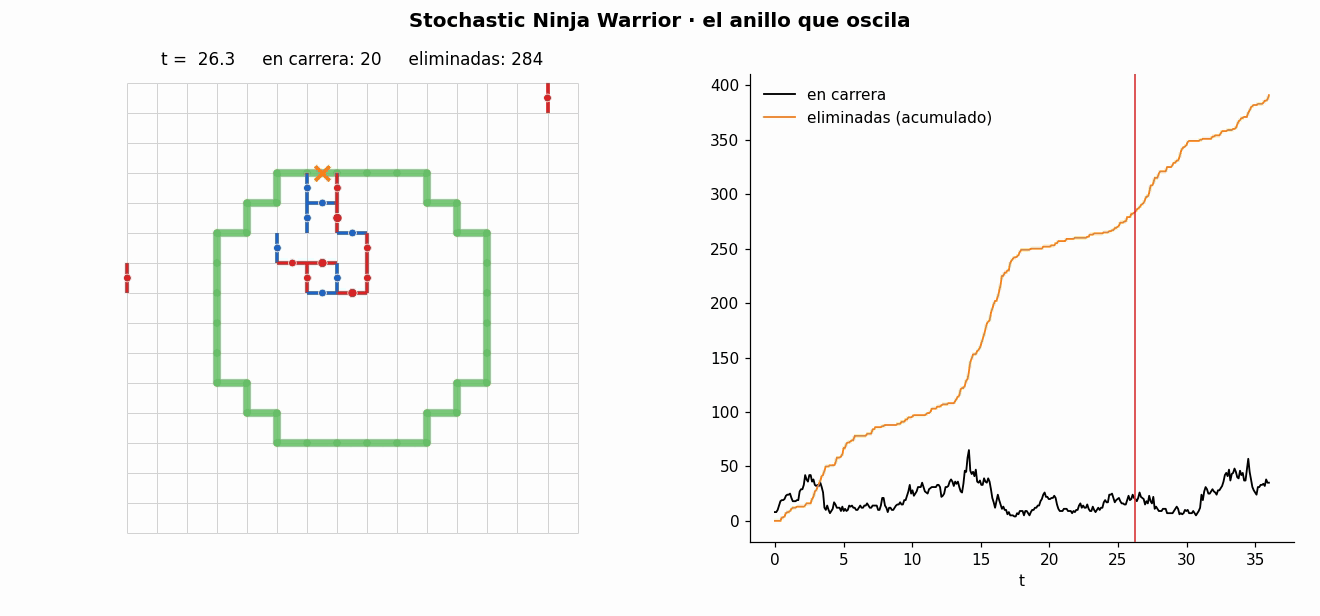 Stochastic Ninja Warrior · el anillo que oscila
t =  26.3     en carrera: 20     eliminadas: 284
400
350
300
250
200
150
100
50
0
en carrera
eliminadas (acumulado)
0 5 10 15 20 25 30 35
t